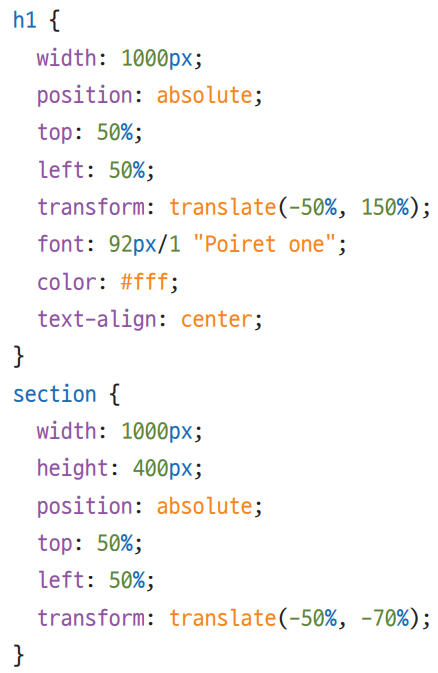 h1 {
  width: 1000px;
  position: absolute;
  top: 50%;
  left: 50%;
  transform: translate(-50%, 150%);
  font: 92px/1 "Poiret one";
  color: #fff;
  text-align: center;
}
section {
  width: 1000px;
  height: 400px;
  position: absolute;
  top: 50%;
  left: 50%;
  transform: translate(-50%, -70%);
}